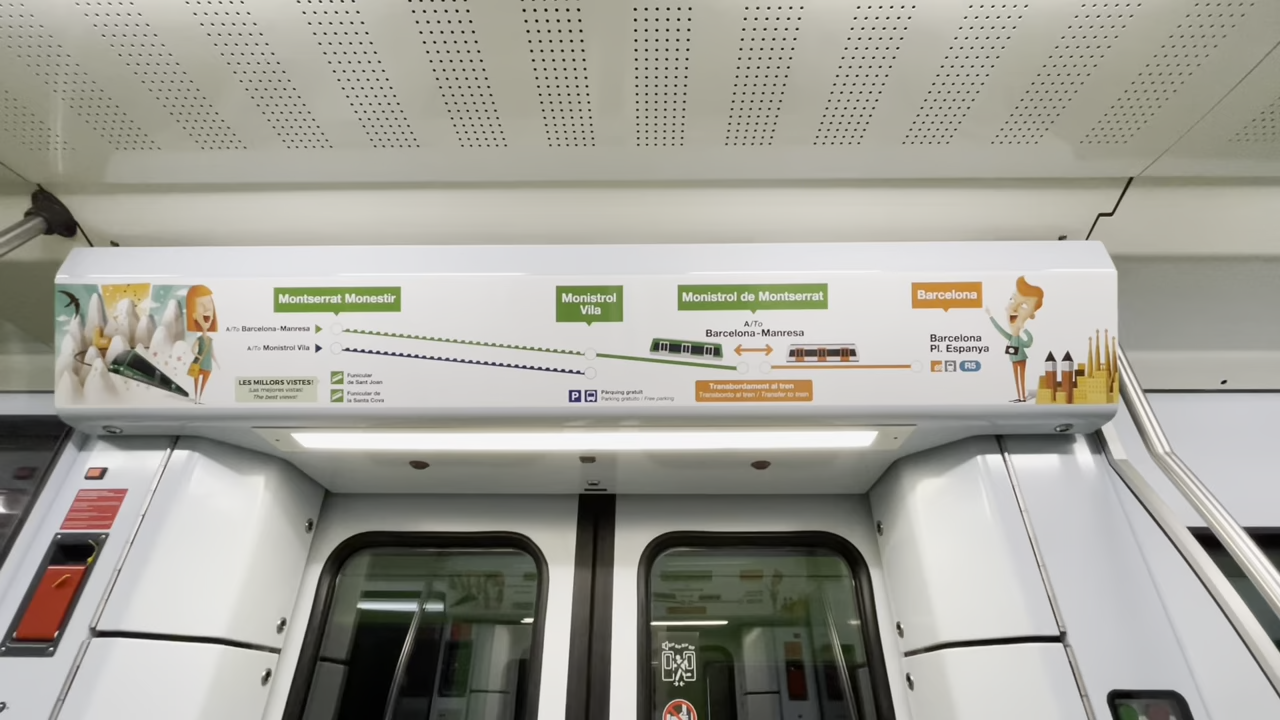 Montserrat Monestir
A/To Barcelona-Manresa
A/To Monistrol Vila
LES MILLORS VISTES!
¡Las mejores vistas!
The best views!
Funicular
de Sant Joan
Funicular de
la Santa Cova
Monistrol
Vila
P
Pàrquing gratuït
Parking gratuito / Free parking
Monistrol de Montserrat
A/To
Barcelona-Manresa
Transbordament al tren
Transbordo al tren / Transfer to train
Barcelona
Barcelona
Pl. Espanya
R5